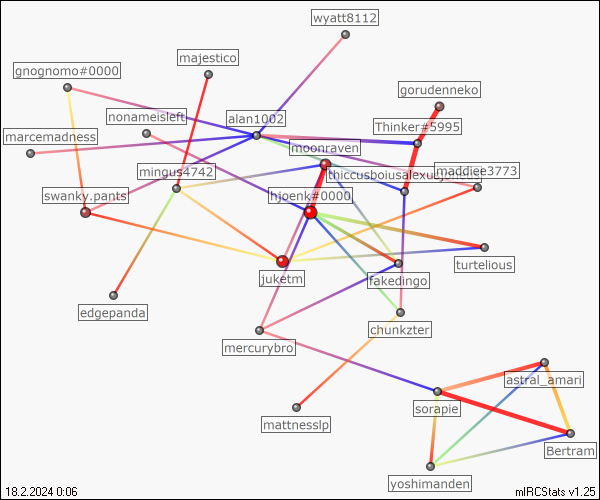 wyatt8112
majestico
gnognomo#0000
gorudenneko
nonameisleft
alan1002
Thinker#5995
marcemadness
moonraven
mingus4742
maddiee3773
swanky.pants
hjoenk#0000
turtelious
juketm
fakedingo
edgepanda
chunkzter
mercurybro
astral_amari
sorapie
mattnesslp
Bertram
yoshimanden
18.2.2024 0:06
mIRCStats v1.25